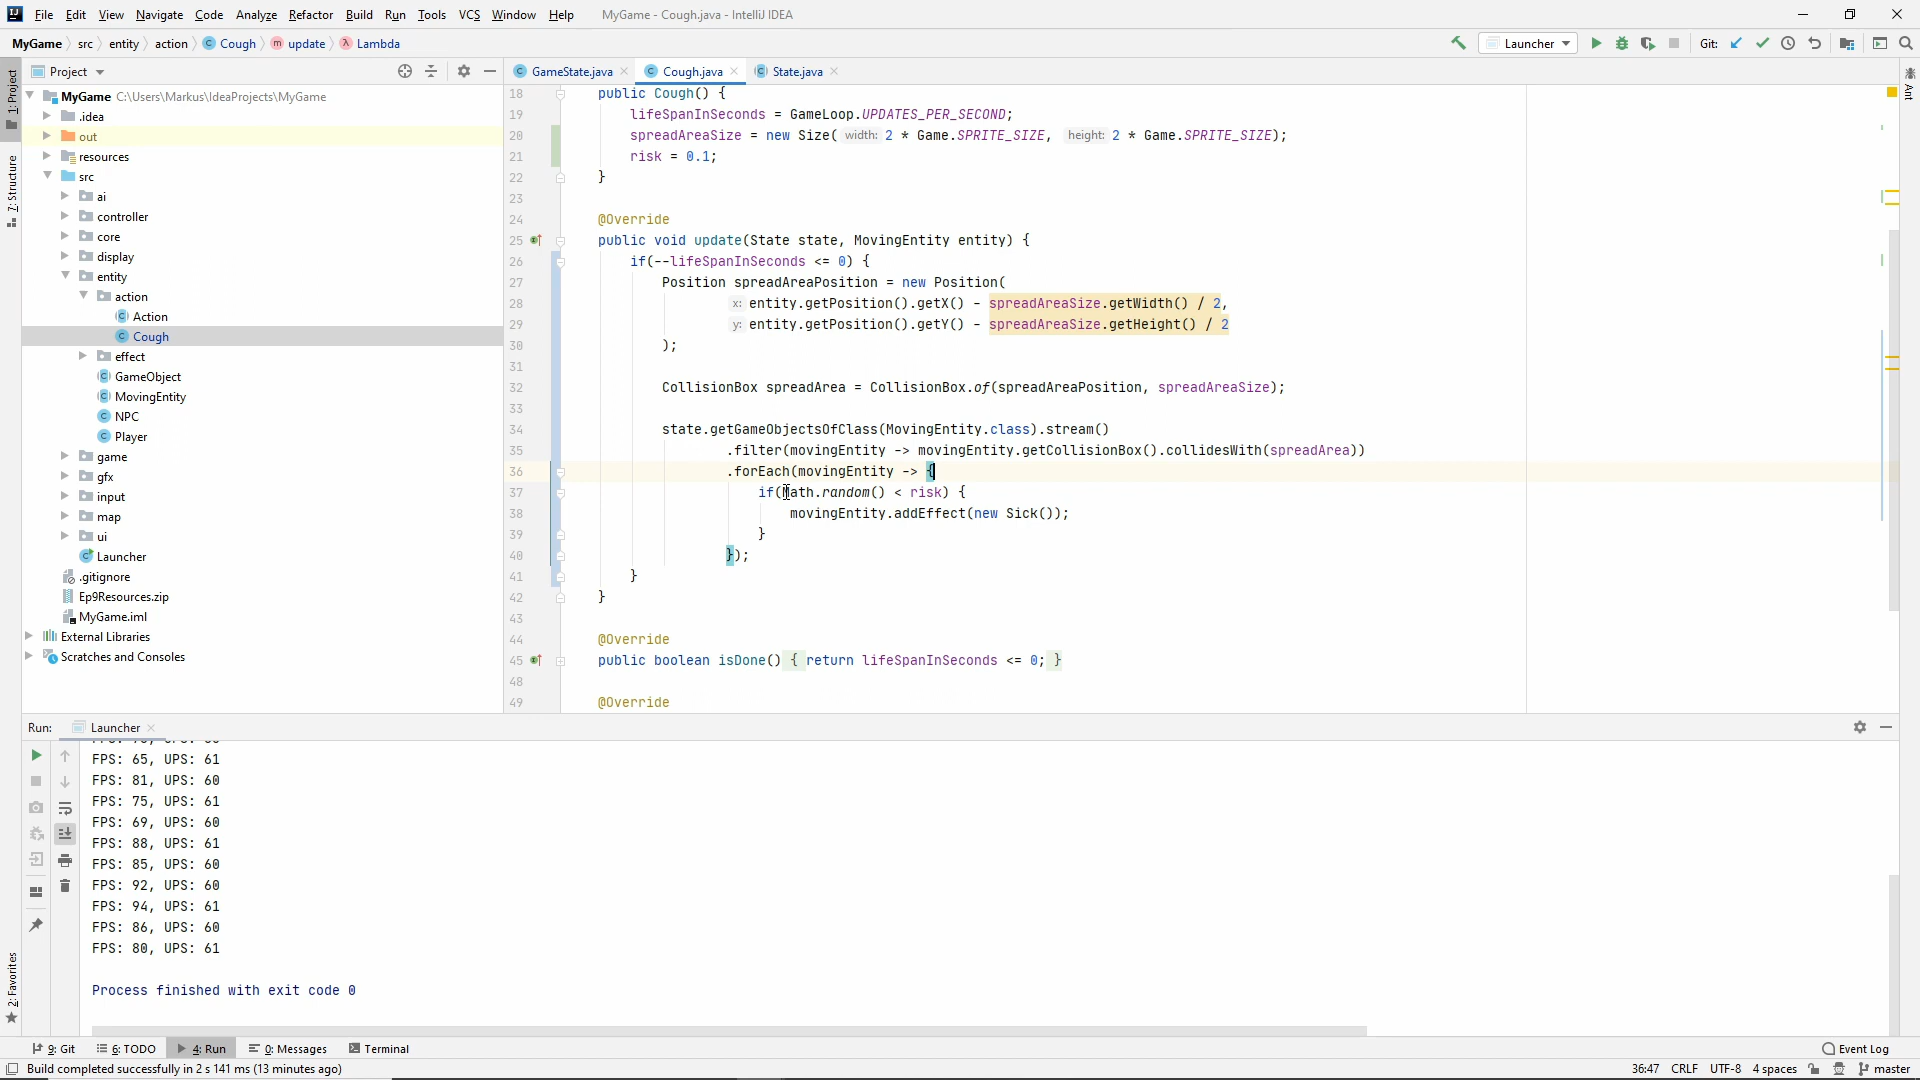 File Edit View Navigate Code Analyze Refactor Build Run Tools VCS Window Help MyGame - Cough.java - IntelliJ IDEA
MyGame src entity action Cough update Lambda Launcher Git:
Project GameState.java Cough.java State.java
1: Project
7: Structure
2: Favorites
Ant
MyGame C:\Users\Markus\IdeaProjects\MyGame
.idea
out
resources
src
ai
controller
core
display
entity
action
Action
Cough
effect
GameObject
MovingEntity
NPC
Player
game
gfx
input
map
ui
Launcher
.gitignore
Ep9Resources.zip
MyGame.iml
External Libraries
Scratches and Consoles
18 public Cough() {
19 lifeSpanInSeconds = GameLoop.UPDATES_PER_SECOND;
20 spreadAreaSize = new Size( width: 2 * Game.SPRITE_SIZE, height: 2 * Game.SPRITE_SIZE);
21 risk = 0.1;
22 }
23
24 @Override
25 public void update(State state, MovingEntity entity) {
26 if(--lifeSpanInSeconds <= 0) {
27 Position spreadAreaPosition = new Position(
28 x: entity.getPosition().getX() - spreadAreaSize.getWidth() / 2,
29 y: entity.getPosition().getY() - spreadAreaSize.getHeight() / 2
30 );
31
32 CollisionBox spreadArea = CollisionBox.of(spreadAreaPosition, spreadAreaSize);
33
34 state.getGameObjectsOfClass(MovingEntity.class).stream()
35 .filter(movingEntity -> movingEntity.getCollisionBox().collidesWith(spreadArea))
36 .forEach(movingEntity -> {
37 if(Math.random() < risk) {
38 movingEntity.addEffect(new Sick());
39 }
40 });
41 }
42 }
43
44 @Override
45 public boolean isDone() { return lifeSpanInSeconds <= 0; }
48
49 @Override
Run: Launcher
FPS: 65, UPS: 61
FPS: 81, UPS: 60
FPS: 75, UPS: 61
FPS: 69, UPS: 60
FPS: 88, UPS: 61
FPS: 85, UPS: 60
FPS: 92, UPS: 60
FPS: 94, UPS: 61
FPS: 86, UPS: 60
FPS: 80, UPS: 61
Process finished with exit code 0
9: Git 6: TODO 4: Run 0: Messages Terminal Event Log
Build completed successfully in 2 s 141 ms (13 minutes ago) 36:47 CRLF UTF-8 4 spaces master